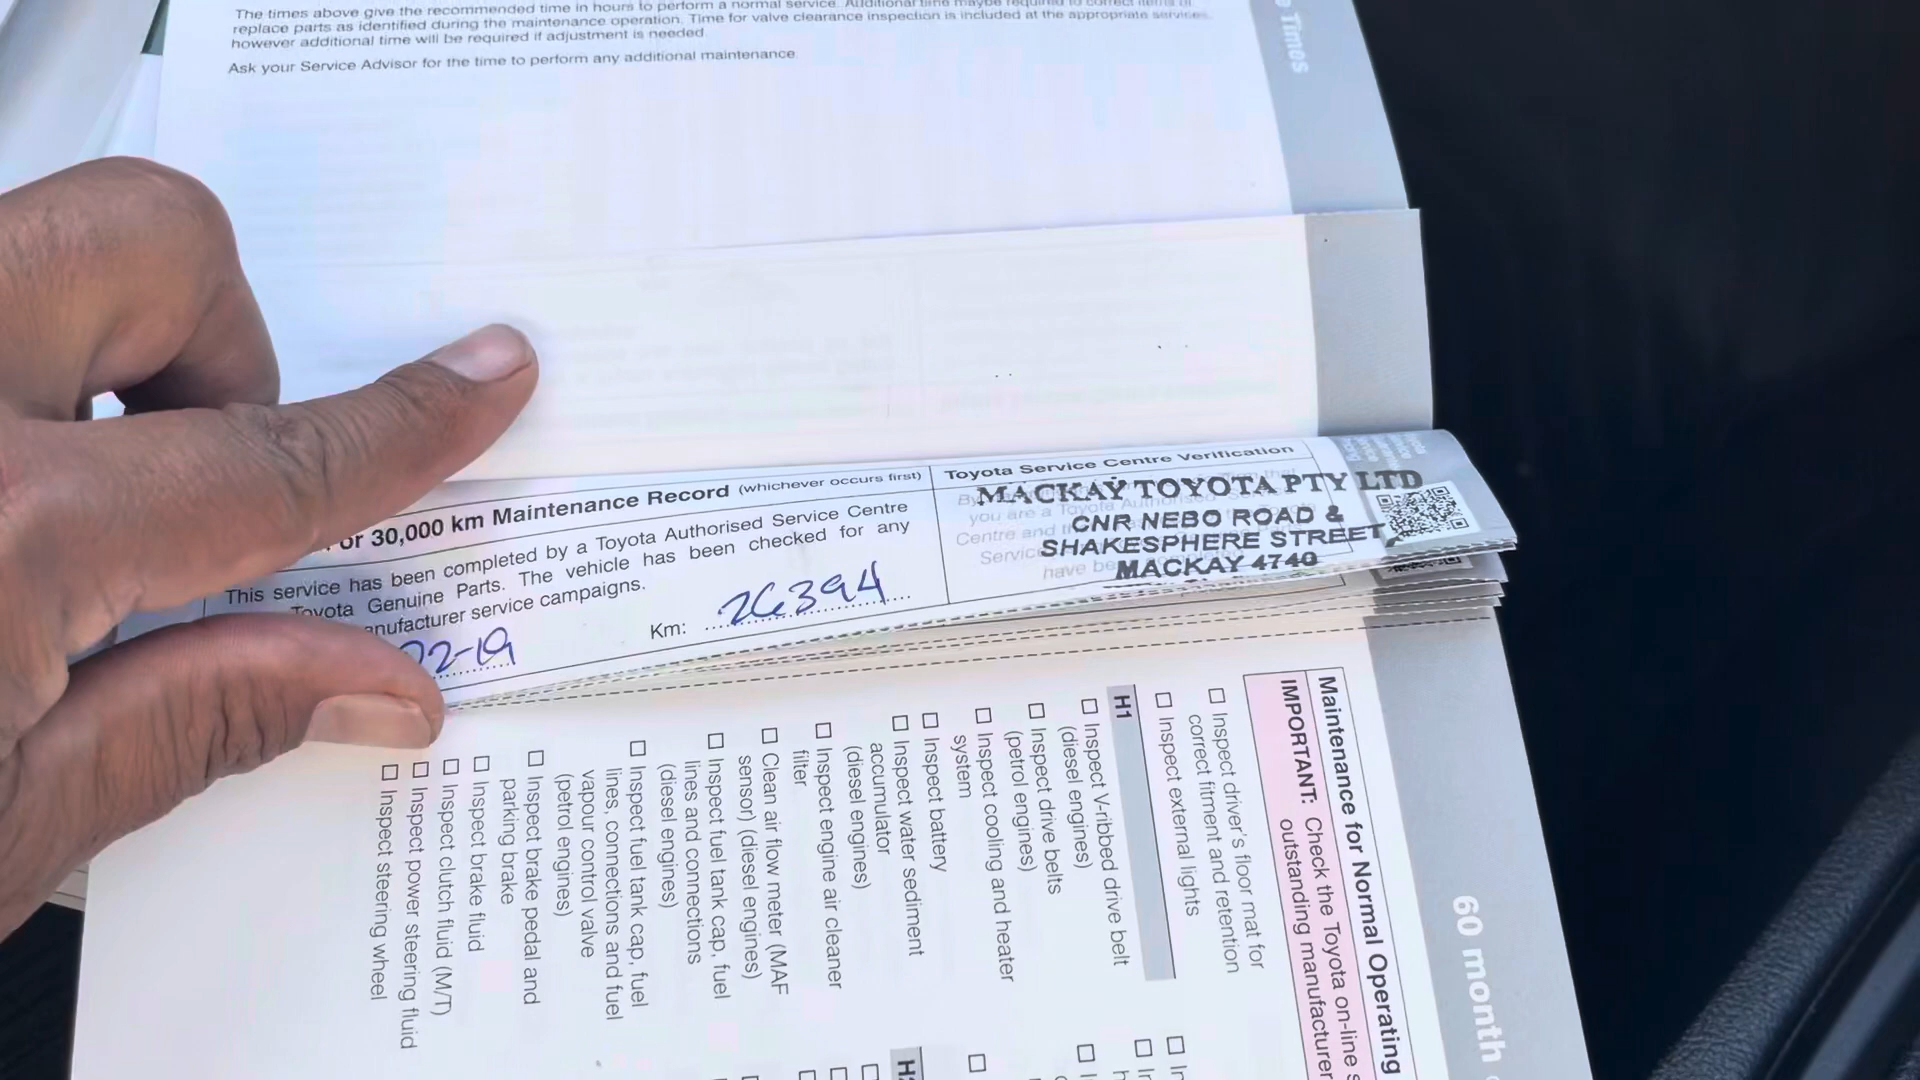 The times above give the recommended time in hours to perform a normal service. Additional time maybe required to correct items or
replace parts as identified during the maintenance operation. Time for valve clearance inspection is included at the appropriate services,
however additional time will be required if adjustment is needed.
Ask your Service Advisor for the time to perform any additional maintenance.
Times
or 30,000 km Maintenance Record (whichever occurs first)
This service has been completed by a Toyota Authorised Service Centre
Toyota Genuine Parts. The vehicle has been checked for any
manufacturer service campaigns.
02-19
Km: 26394
Toyota Service Centre Verification
MACKAY TOYOTA PTY LTD
CNR NEBO ROAD &
SHAKESPHERE STREET
MACKAY 4740
60 month
Maintenance for Normal Operating
IMPORTANT: Check the Toyota on-line
outstanding manufacturer
Inspect driver's floor mat for
correct fitment and retention
Inspect external lights
H1
Inspect V-ribbed drive belt
(diesel engines)
Inspect drive belts
(petrol engines)
Inspect cooling and heater
system
Inspect battery
Inspect water sediment
accumulator
(diesel engines)
Inspect engine air cleaner
filter
Clean air flow meter (MAF
sensor) (diesel engines)
Inspect fuel tank cap, fuel
lines and connections
(diesel engines)
Inspect fuel tank cap, fuel
lines, connections and fuel
vapour control valve
(petrol engines)
Inspect brake pedal and
parking brake
Inspect brake fluid
Inspect clutch fluid (M/T)
Inspect power steering fluid
Inspect steering wheel